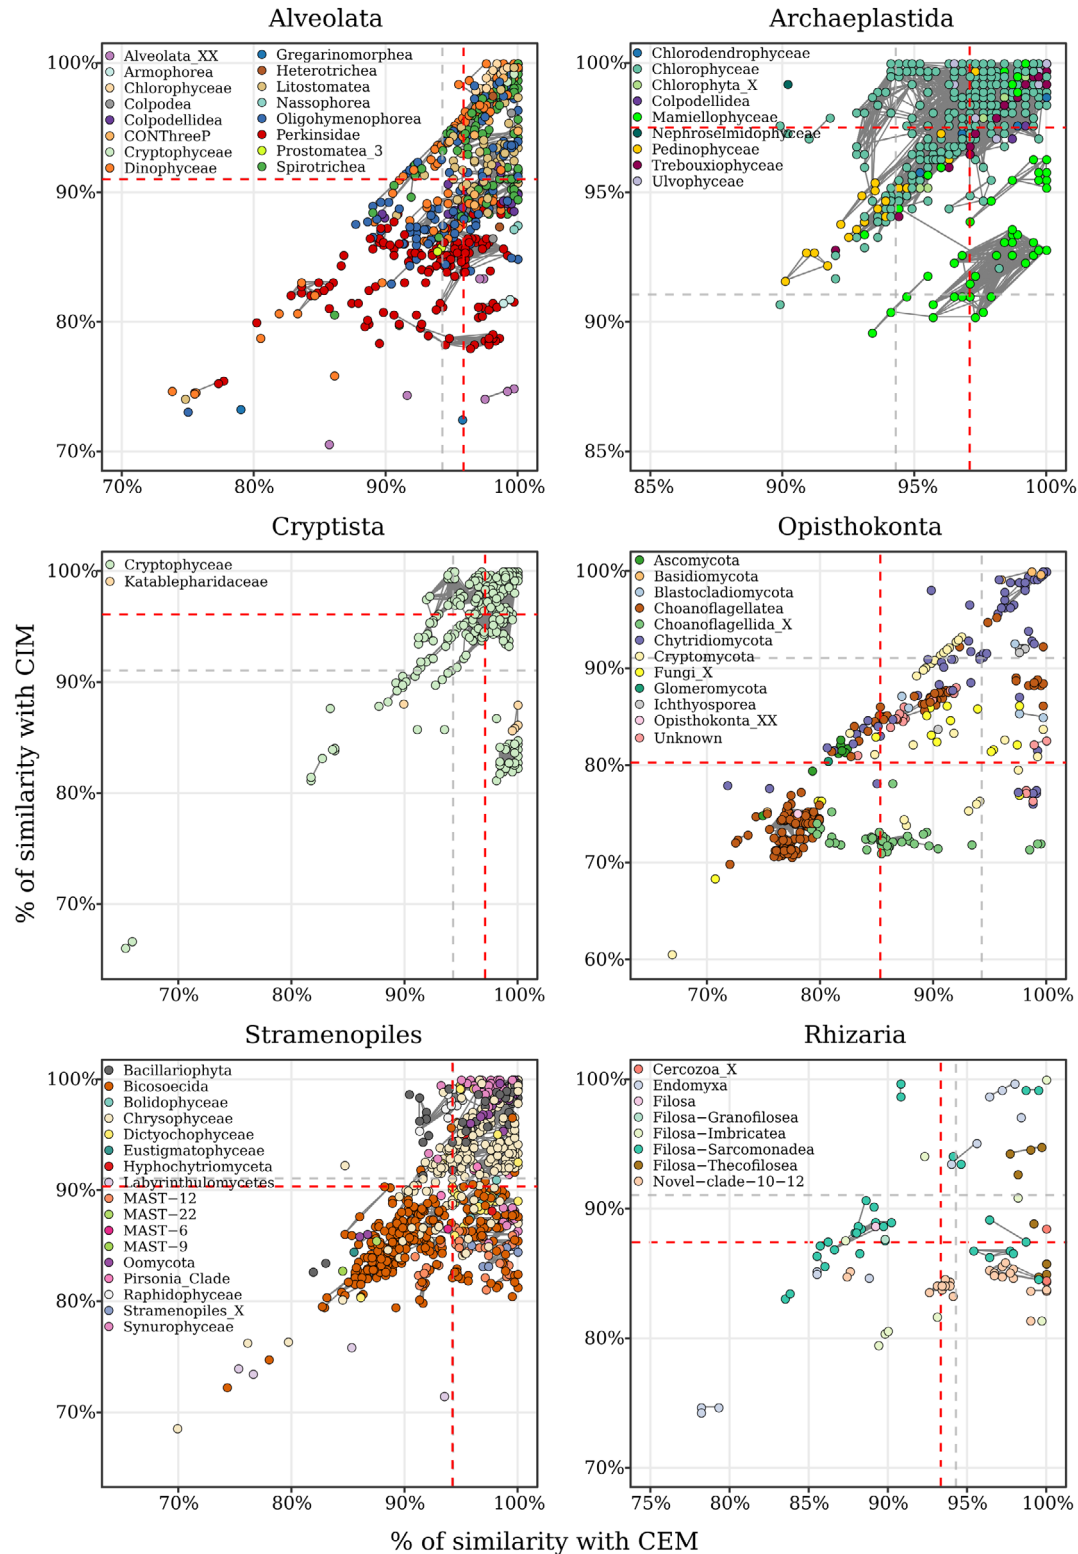 Alveolata
Archaeplastida
100%
90%
80%
70%
Alveolata_XX
Armophorea
Chlorophyceae
Colpodea
Colpodellidea
CONThreeP
Cryptophyceae
Dinophyceae
Gregarinomorphea
Heterotrichea
Litostomatea
Nassophorea
Oligohymenophorea
Perkinsidae
Prostomatea_3
Spirotrichea
70%
80%
90%
100%
100%
95%
90%
85%
Chlorodendrophyceae
Chlorophyceae
Chlorophyta_X
Colpodellidea
Mamiellophyceae
Nephroselmidophyceae
Pedinophyceae
Trebouxiophyceae
Ulvophyceae
85%
90%
95%
100%
Cryptista
Opisthokonta
% of similarity with CIM
100%
90%
80%
70%
Cryptophyceae
Katablepharidaceae
70%
80%
90%
100%
100%
90%
80%
70%
60%
Ascomycota
Basidiomycota
Blastocladiomycota
Choanoflagellatea
Choanoflagellida_X
Chytridiomycota
Cryptomycota
Fungi_X
Glomeromycota
Ichthyosporea
Opisthokonta_XX
Unknown
70%
80%
90%
100%
Stramenopiles
Rhizaria
100%
90%
80%
70%
Bacillariophyta
Bicosoecida
Bolidophyceae
Chrysophyceae
Dictyochophyceae
Eustigmatophyceae
Hyphochytriomyceta
Labyrinthulomycetes
MAST−12
MAST−22
MAST−6
MAST−9
Oomycota
Pirsonia_Clade
Raphidophyceae
Stramenopiles_X
Synurophyceae
70%
80%
90%
100%
100%
90%
80%
70%
Cercozoa_X
Endomyxa
Filosa
Filosa−Granofilosea
Filosa−Imbricatea
Filosa−Sarcomonadea
Filosa−Thecofilosea
Novel−clade−10−12
75%
80%
85%
90%
95%
100%
% of similarity with CEM